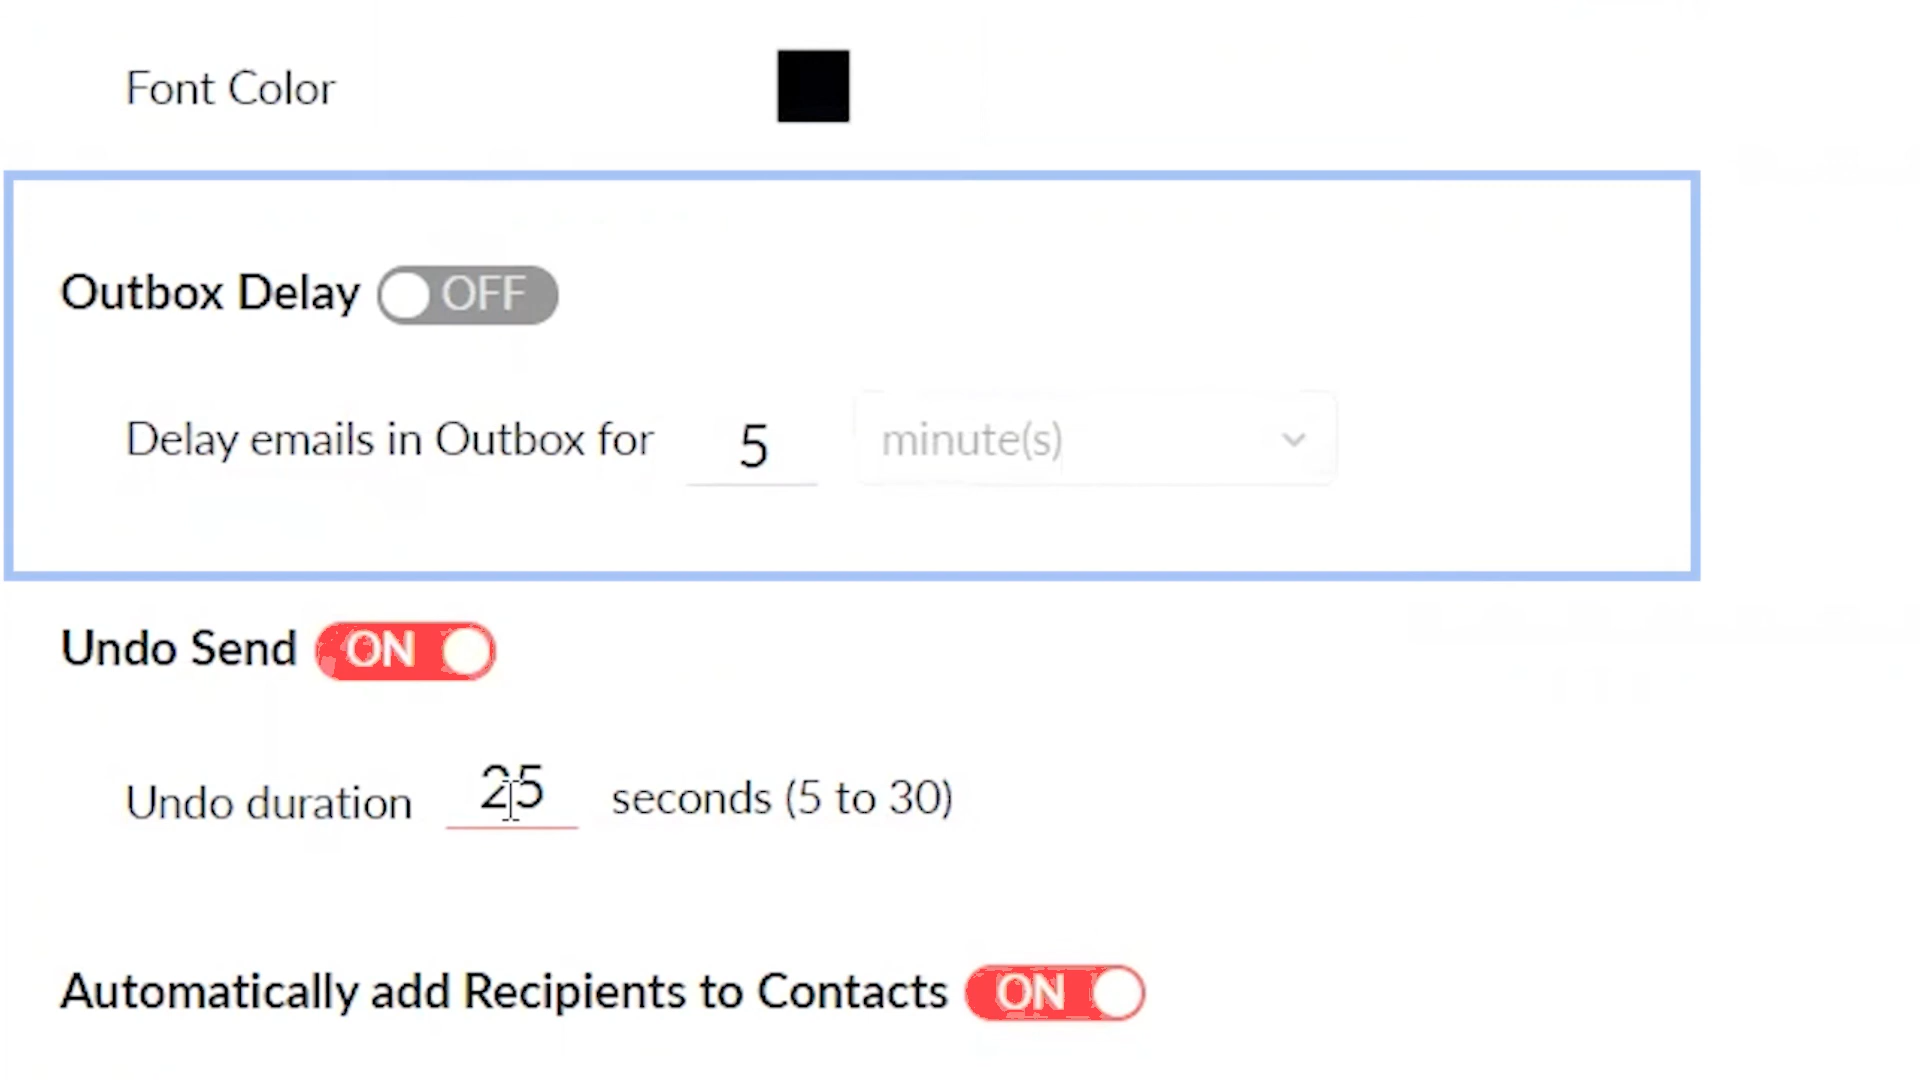 Font Color
Outbox Delay OFF
Delay emails in Outbox for 5 minute(s)
Undo Send ON
Undo duration 25 seconds (5 to 30)
Automatically add Recipients to Contacts ON